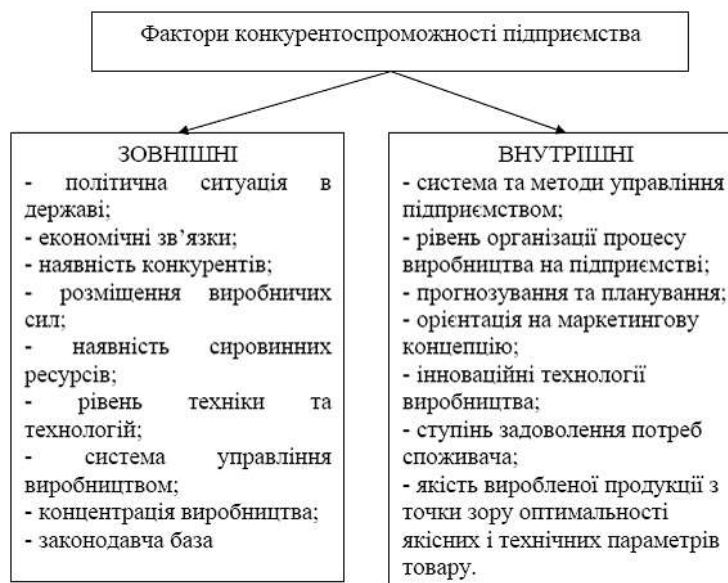 Фактори конкурентоспроможності підприємства
ЗОВНІШНІ
- політична ситуація в
державі;
- економічні зв’язки;
- наявність конкурентів;
- розміщення виробничих
сил;
- наявність сировинних
ресурсів;
- рівень техніки та
технологій;
- система управління
виробництвом;
- концентрація виробництва;
- законодавча база
ВНУТРІШНІ
- система та методи управління
підприємством;
- рівень організації процесу
виробництва на підприємстві;
- прогнозування та планування;
- орієнтація на маркетингову
концепцію;
- інноваційні технології
виробництва;
- ступінь задоволення потреб
споживача;
- якість виробленої продукції з
точки зору оптимальності
якісних і технічних параметрів
товару.